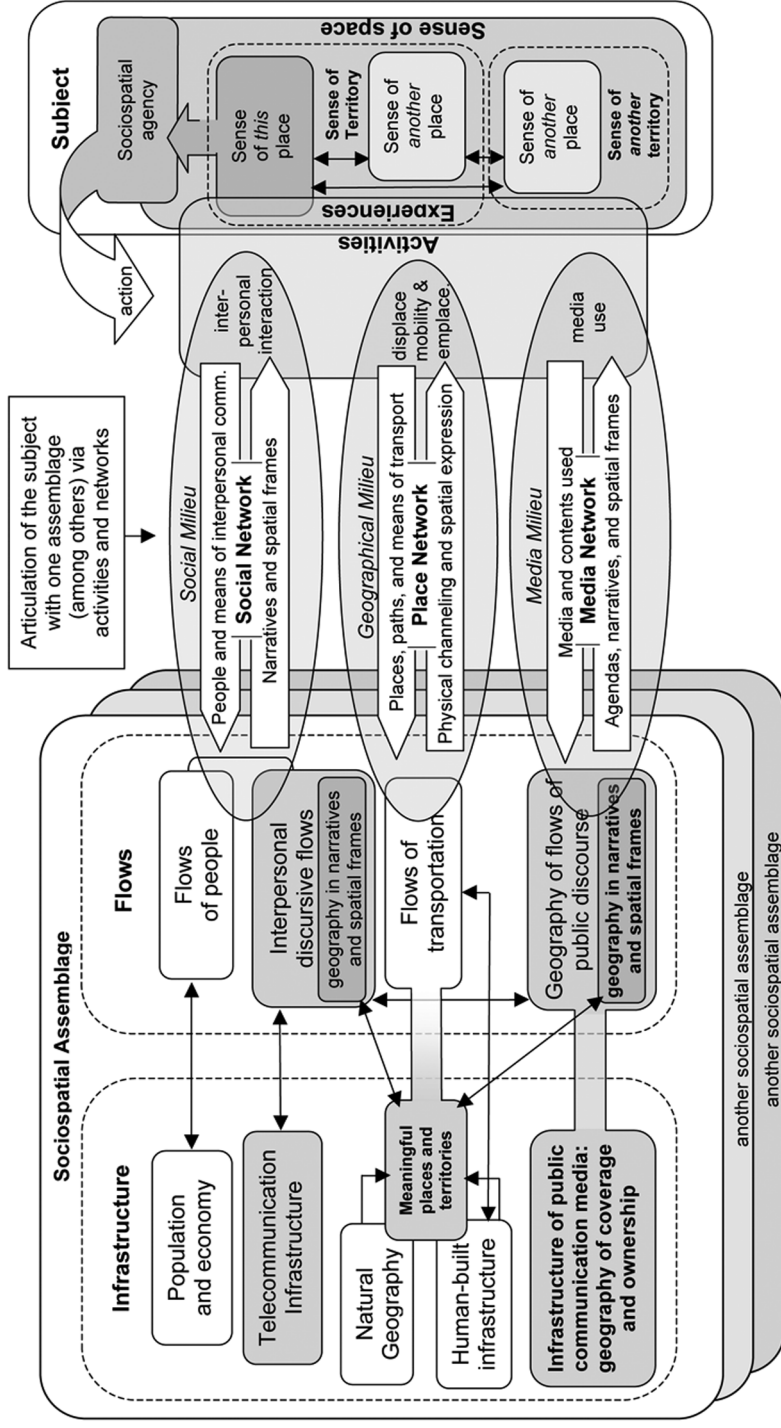 Sociospatial Assemblage
Infrastructure
Population
and economy
Telecommunication
Infrastructure
Natural
Geography
Human-built
infrastructure
Meaningful
places and
territories
Infrastructure of public
communication media:
geography of coverage
and ownership
Flows
Flows
of people
Interpersonal
discursive flows
geography in narratives
and spatial frames
Flows of
transportation
Geography of flows of
public discourse
geography in narratives
and spatial frames
another sociospatial assemblage
another sociospatial assemblage
Articulation of the subject
with one assemblage
(among others) via
activities and networks
Social Milieu
People and means of interpersonal comm.
Social Network
Narratives and spatial frames
inter-
personal
interaction
Geographical Milieu
Places, paths, and means of transport
Place Network
Physical channeling and spatial expression
displace
mobility &
emplace.
Media Milieu
Media and contents used
Media Network
Agendas, narratives, and spatial frames
media
use
action
Activities
Experiences
Subject
Sociospatial
agency
Sense of space
Sense
of this
place
Sense of
Territory
Sense of
another
place
Sense of
another
place
Sense of
another
territory